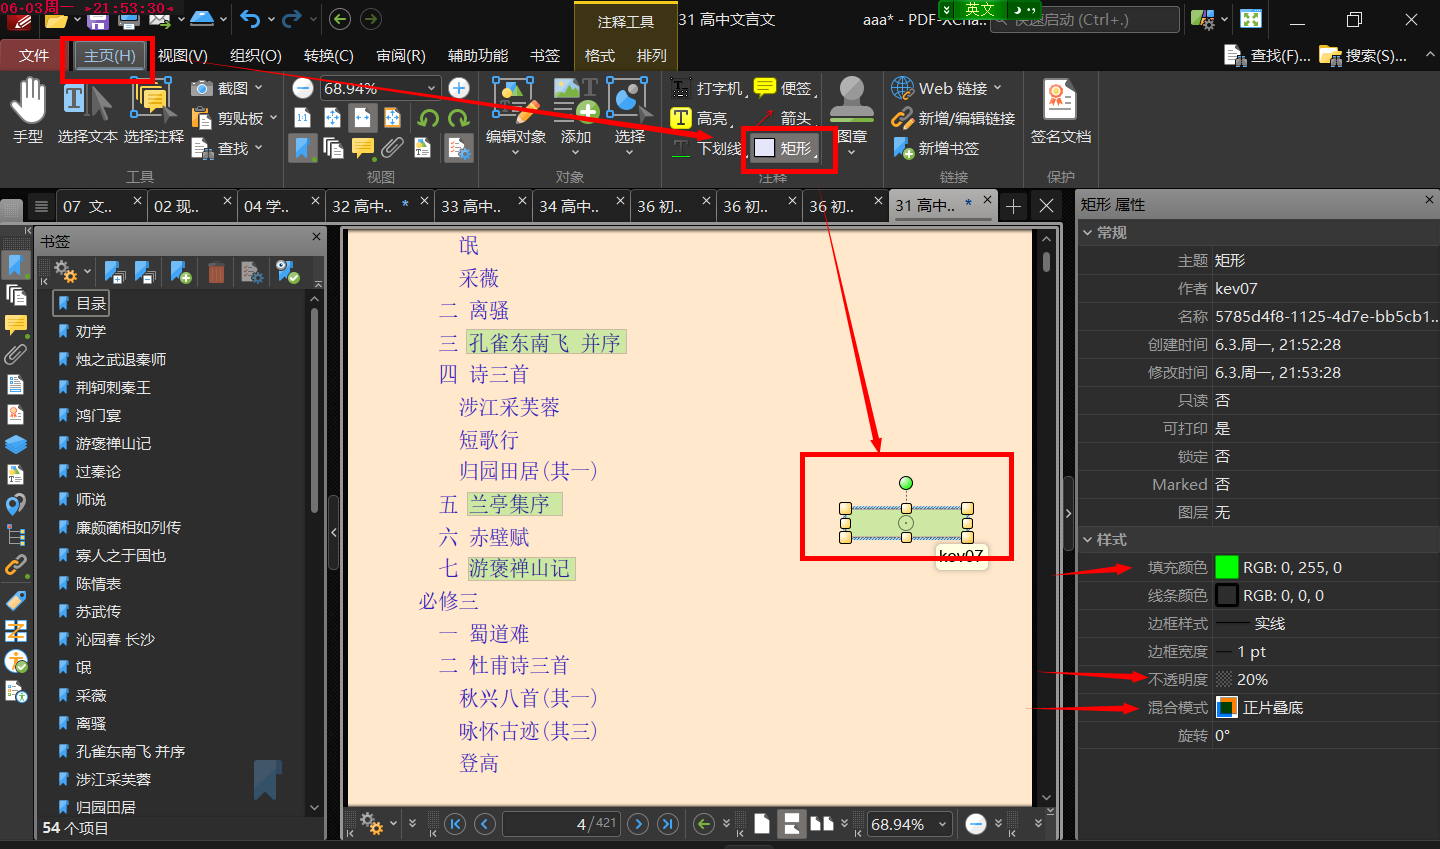 06-03周一 21:53:30
注释工具
31 高中文言文
aaa* - PDF-XCha
快速启动 (Ctrl+.)
英文
文件
主页(H)
视图(V)
组织(O)
转换(C)
审阅(R)
辅助功能
书签
格式
排列
查找(F)...
搜索(S)...
手型
选择文本
选择注释
截图
剪贴板
查找
工具
68.94%
视图
编辑对象
添加
选择
对象
打字机
高亮
下划线
便签
箭头
矩形
图章
注释
Web 链接
新增/编辑链接
新增书签
链接
签名文档
保护
07 文..
02 现..
04 学..
32 高中.. *
33 高中..
34 高中..
36 初..
36 初..
36 初..
31 高中.. *
书签
目录
劝学
烛之武退秦师
荆轲刺秦王
鸿门宴
游褒禅山记
过秦论
师说
廉颇蔺相如列传
寡人之于国也
陈情表
苏武传
沁园春 长沙
氓
采薇
离骚
孔雀东南飞 并序
涉江采芙蓉
归园田居
54 个项目
氓
采薇
二 离骚
三 孔雀东南飞 并序
四 诗三首
涉江采芙蓉
短歌行
归园田居(其一)
五 兰亭集序
六 赤壁赋
七 游褒禅山记
必修三
一 蜀道难
二 杜甫诗三首
秋兴八首(其一)
咏怀古迹(其三)
登高
kev07
4 /421
68.94%
矩形 属性
常规
主题 矩形
作者 kev07
名称 5785d4f8-1125-4d7e-bb5cb1..
创建时间 6.3.周一, 21:52:28
修改时间 6.3.周一, 21:53:28
只读 否
可打印 是
锁定 否
Marked 否
图层 无
样式
填充颜色 RGB: 0, 255, 0
线条颜色 RGB: 0, 0, 0
边框样式 实线
边框宽度 1 pt
不透明度 20%
混合模式 正片叠底
旋转 0°